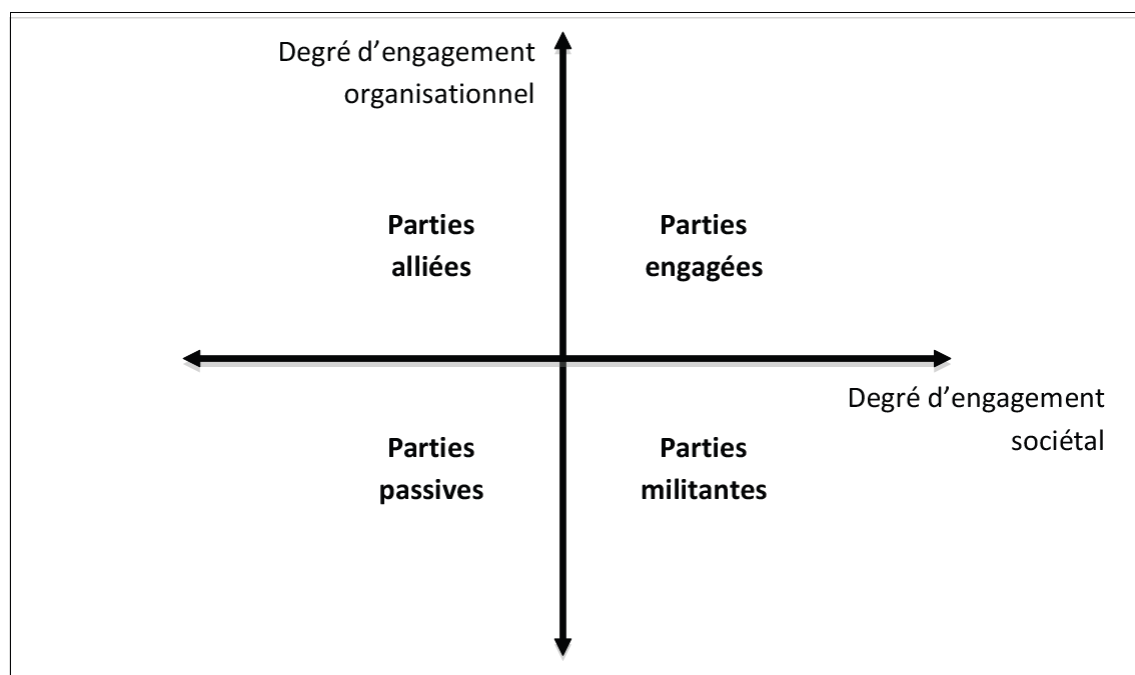 Degré d’engagement
organisationnel
Parties
alliées
Parties
engagées
Degré d’engagement
sociétal
Parties
passives
Parties
militantes